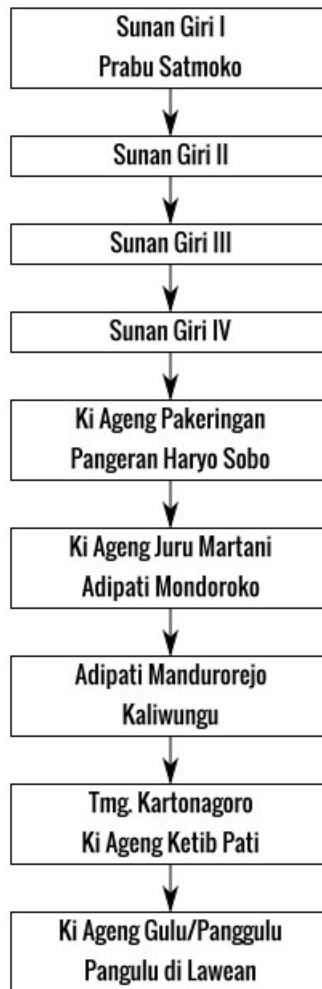 Sunan Giri I
Prabu Satmoko
Sunan Giri II
Sunan Giri III
Sunan Giri IV
Ki Ageng Pakeringan
Pangeran Haryo Sobo
Ki Ageng Juru Martani
Adipati Mondoroko
Adipati Mandurorejo
Kaliwungu
Tmg. Kartonagoro
Ki Ageng Ketib Pati
Ki Ageng Gulu/Panggulu
Pangulu di Lawean